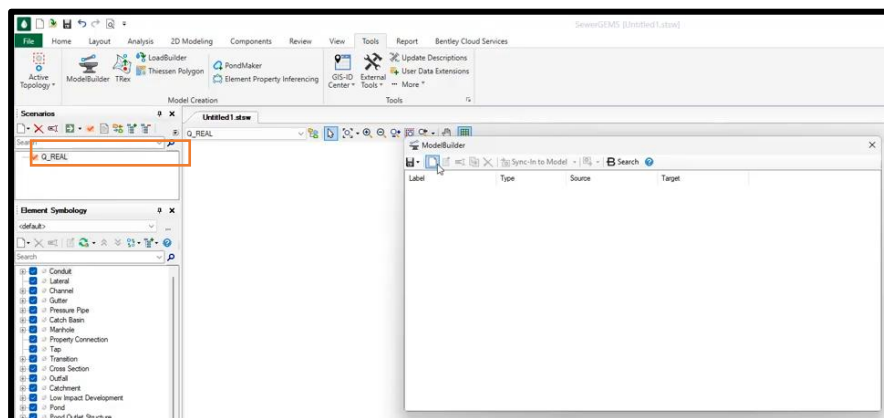 SewerGEMS [Untitled1.stsw]
File Home Layout Analysis 2D Modeling Components Review View Tools Report Bentley Cloud Services
Active Topology
ModelBuilder
TRex
LoadBuilder
Thiessen Polygon
PondMaker
Element Property Inferencing
Model Creation
GIS-ID Center
External Tools
Update Descriptions
User Data Extensions
More
Tools
Scenarios
Search
Q_REAL
Untitled1.stsw
Q_REAL
ModelBuilder
Sync-In to Model
Search
Label Type Source Target
Element Symbology
<default>
Search
Conduit
Lateral
Channel
Gutter
Pressure Pipe
Catch Basin
Manhole
Property Connection
Tap
Transition
Cross Section
Outfall
Catchment
Low Impact Development
Pond
Pond Outlet Structure